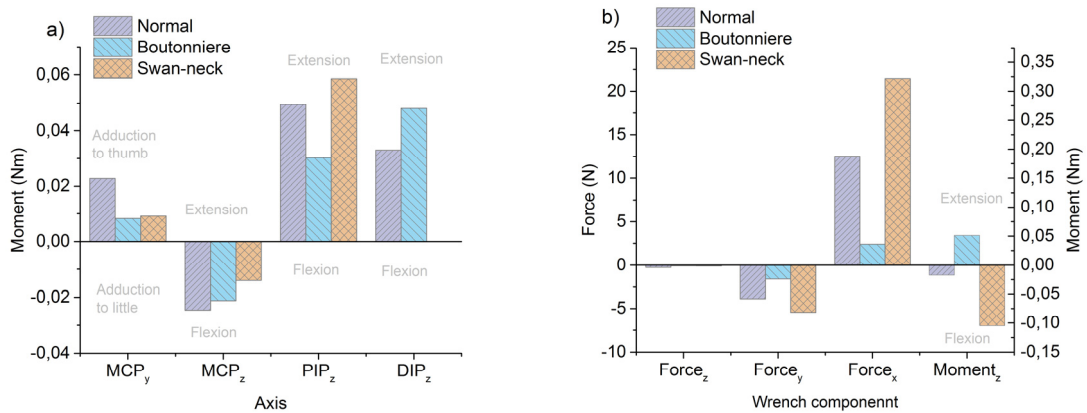 a)
Normal
Boutonniere
Swan-neck
0,06
0,04
0,02
0,00
-0,02
-0,04
Moment (Nm)
Adduction
to thumb
Adduction
to little
Extension
Flexion
Extension
Flexion
Extension
Flexion
MCPy
MCPz
PIPz
DIPz
Axis
b)
Normal
Boutonniere
Swan-neck
25
20
15
10
5
0
-5
-10
Force (N)
0,35
0,30
0,25
0,20
0,15
0,10
0,05
0,00
-0,05
-0,10
-0,15
Moment (Nm)
Extension
Flexion
Forcez
Forcey
Forcex
Momentz
Wrench componennt